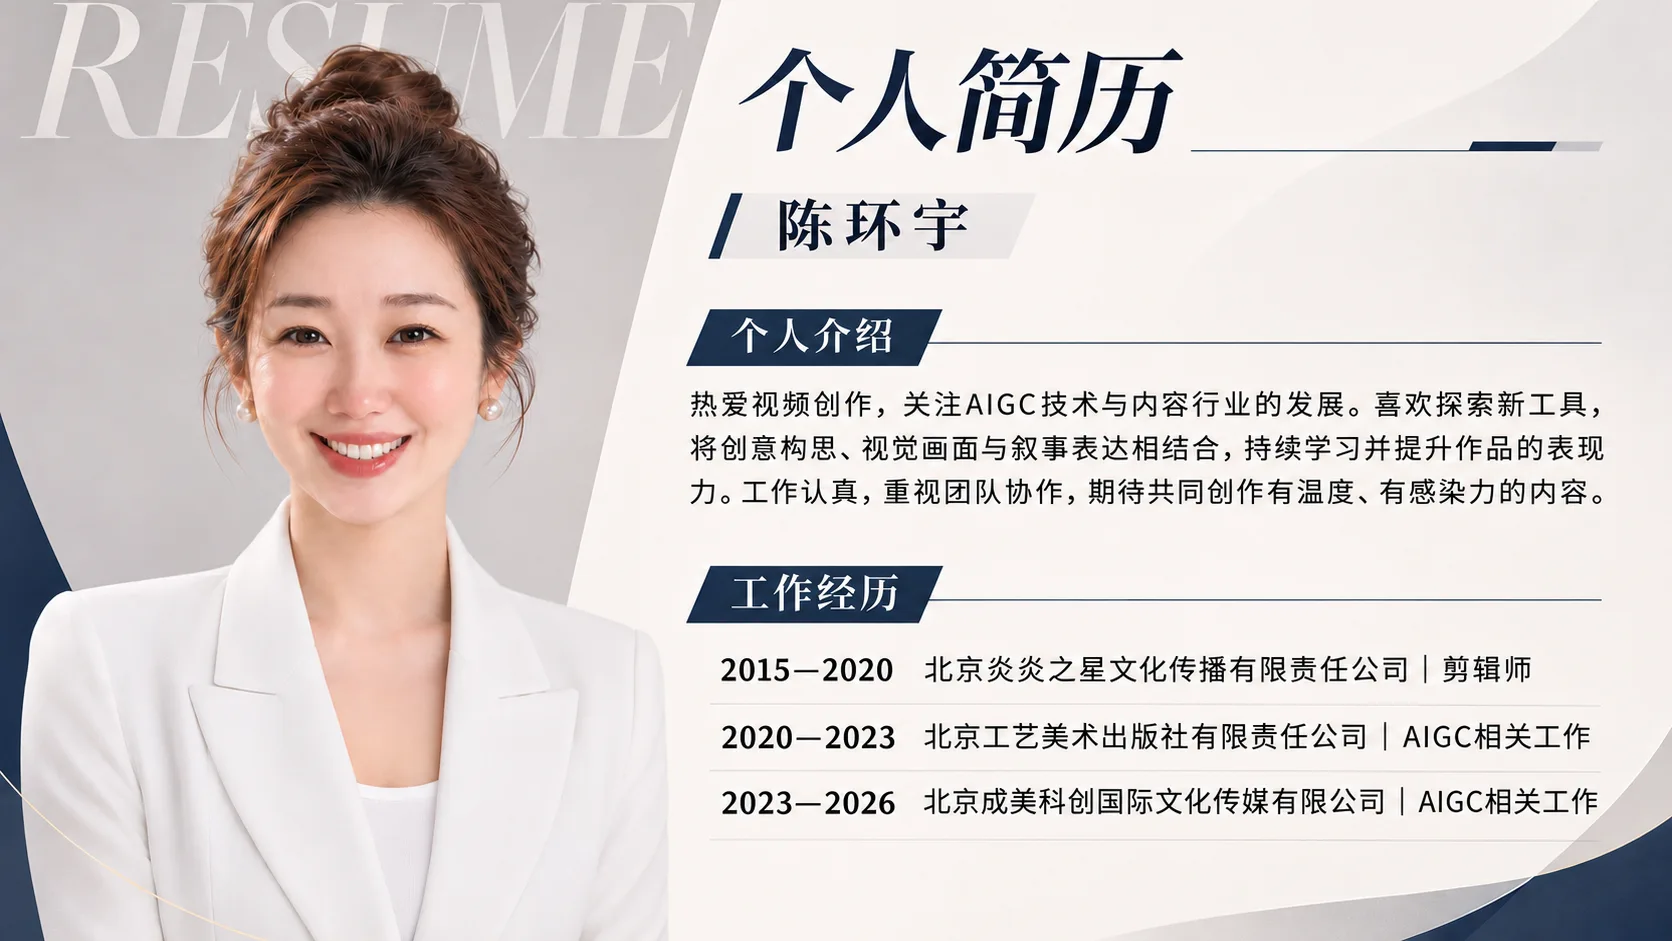 RESUME
个人简历
陈环宇
个人介绍
热爱视频创作，关注AIGC技术与内容行业的发展。喜欢探索新工具，
将创意构思、视觉画面与叙事表达相结合，持续学习并提升作品的表现
力。工作认真，重视团队协作，期待共同创作有温度、有感染力的内容。
工作经历
2015—2020 北京炎炎之星文化传播有限责任公司｜剪辑师
2020—2023 北京工艺美术出版社有限责任公司｜AIGC相关工作
2023—2026 北京成美科创国际文化传媒有限公司｜AIGC相关工作